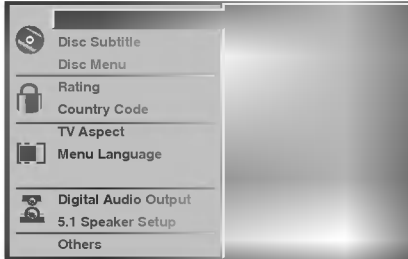 Disc Subtitle
Disc Menu
Rating
Country Code
TV Aspect
Menu Language
Digital Audio Output
5.1 Speaker Setup
Others